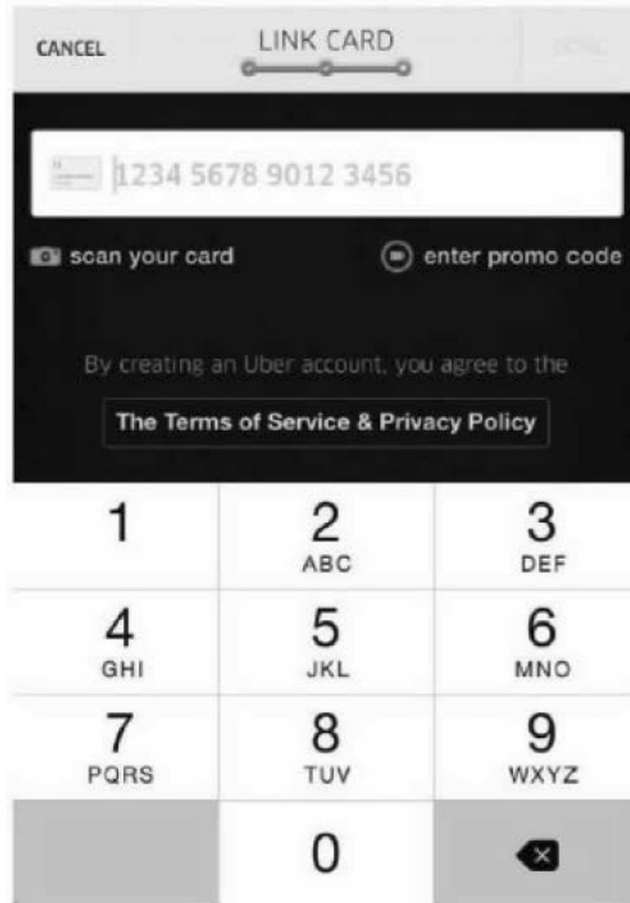 CANCEL
LINK CARD
1234 5678 9012 3456
scan your card
enter promo code
By creating an Uber account, you agree to the
The Terms of Service & Privacy Policy
1
2
ABC
3
DEF
4
GHI
5
JKL
6
MNO
7
PQRS
8
TUV
9
WXYZ
0